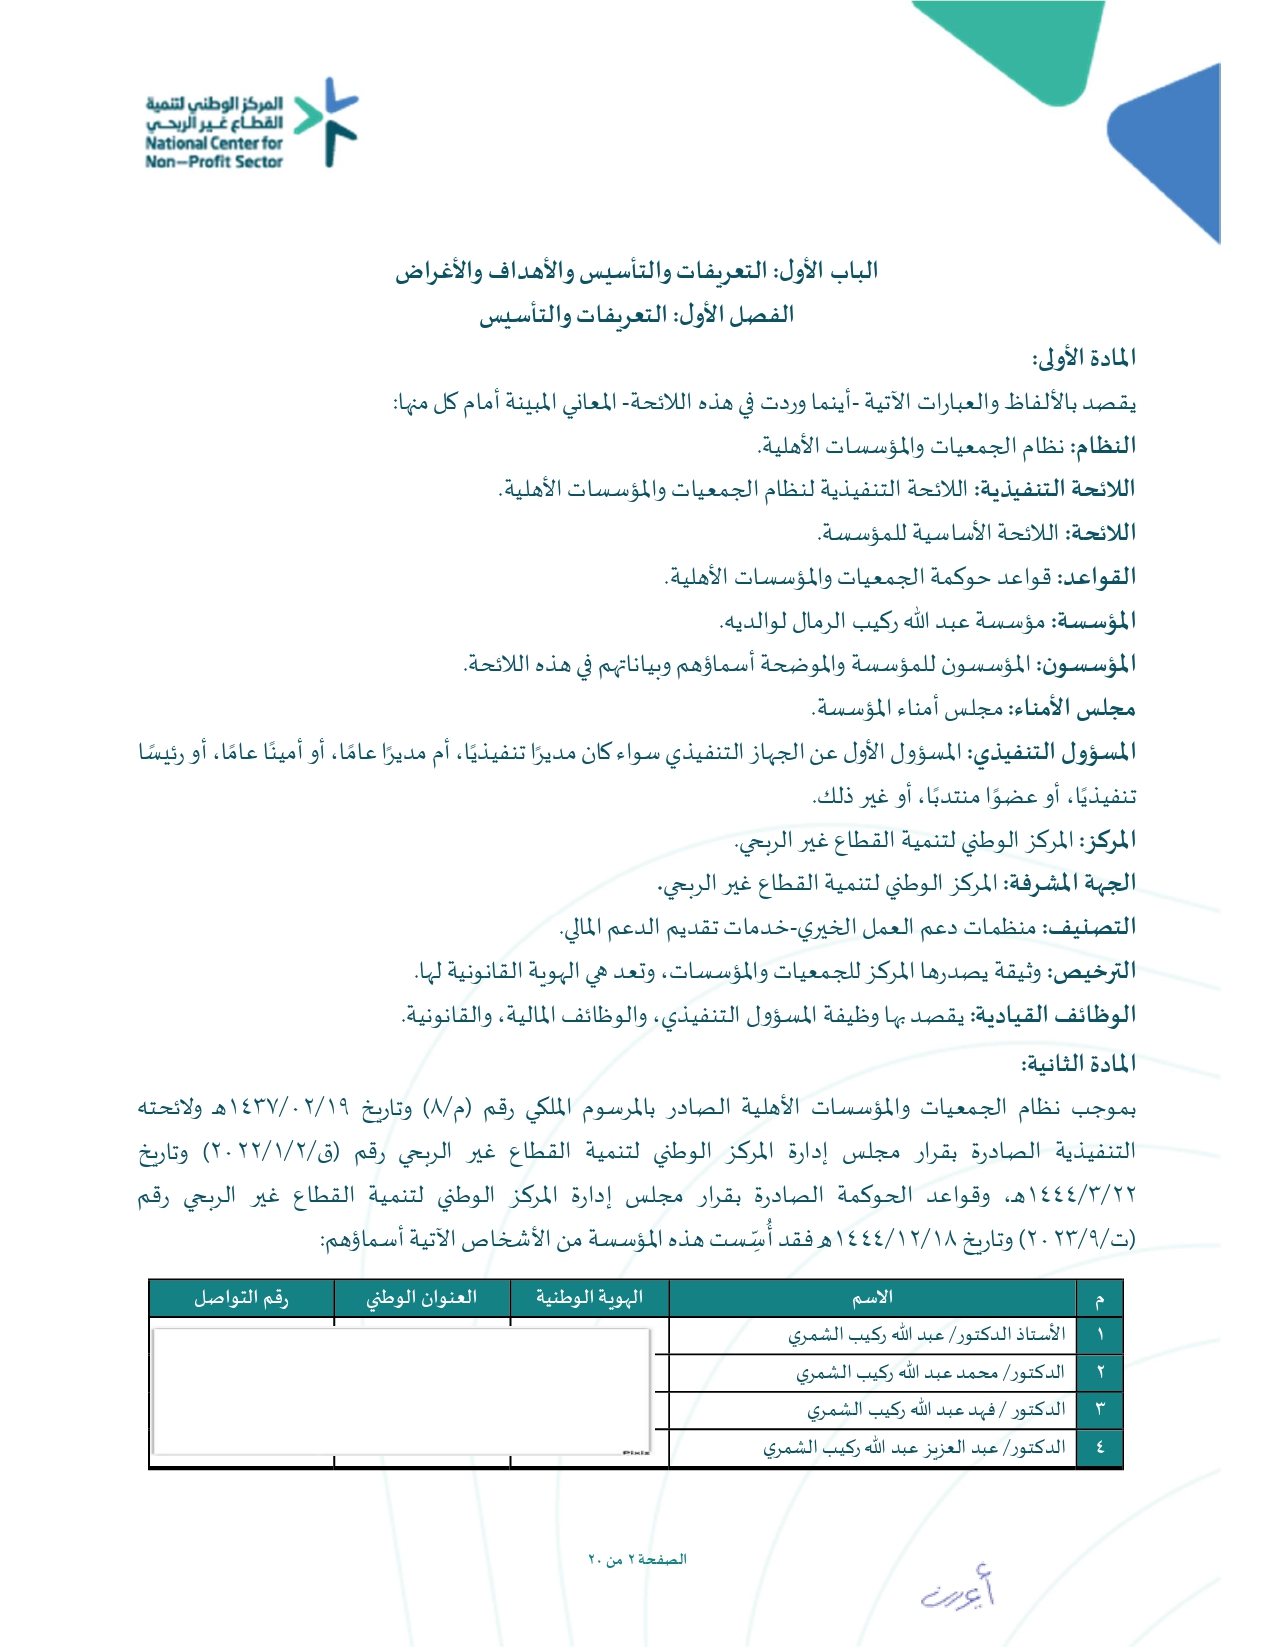 المركز الوطني لتنمية
القطاع غير الربحي
National Center for
Non-Profit Sector
الباب الأول: التعريفات والتأسيس والأهداف والأغراض
الفصل الأول: التعريفات والتأسيس
المادة الأولى:
يقصد بالألفاظ والعبارات الآتية -أينما وردت في هذه اللائحة- المعاني المبينة أمام كل منها:
النظام: نظام الجمعيات والمؤسسات الأهلية.
اللائحة التنفيذية: اللائحة التنفيذية لنظام الجمعيات والمؤسسات الأهلية.
اللائحة: اللائحة الأساسية للمؤسسة.
القواعد: قواعد حوكمة الجمعيات والمؤسسات الأهلية.
المؤسسة: مؤسسة عبد الله ركيب الرمال لوالديه.
المؤسسون: المؤسسون للمؤسسة والموضحة أسماؤهم وبياناتهم في هذه اللائحة.
مجلس الأمناء: مجلس أمناء المؤسسة.
المسؤول التنفيذي: المسؤول الأول عن الجهاز التنفيذي سواء كان مديرًا تنفيذيًا، أم مديرًا عامًا، أو أمينًا عامًا، أو رئيسًا
تنفيذيًا، أو عضوًا منتدبًا، أو غير ذلك.
المركز: المركز الوطني لتنمية القطاع غير الربحي.
الجهة المشرفة: المركز الوطني لتنمية القطاع غير الربحي.
التصنيف: منظمات دعم العمل الخيري-خدمات تقديم الدعم المالي.
الترخيص: وثيقة يصدرها المركز للجمعيات والمؤسسات، وتعد هي الهوية القانونية لها.
الوظائف القيادية: يقصد بها وظيفة المسؤول التنفيذي، والوظائف المالية، والقانونية.
المادة الثانية:
بموجب نظام الجمعيات والمؤسسات الأهلية الصادر بالمرسوم الملكي رقم (م/٨) وتاريخ ١٤٣٧/٠٢/١٩هـ ولائحته
التنفيذية الصادرة بقرار مجلس إدارة المركز الوطني لتنمية القطاع غير الربحي رقم (ق/٢٠٢٢/١/٢) وتاريخ
١٤٤٤/٣/٢٢هـ، وقواعد الحوكمة الصادرة بقرار مجلس إدارة المركز الوطني لتنمية القطاع غير الربحي رقم
(ت/٢٠٢٣/٩) وتاريخ ١٤٤٤/١٢/١٨هـ فقد أُسِّست هذه المؤسسة من الأشخاص الآتية أسماؤهم:
م الاسم الهوية الوطنية العنوان الوطني رقم التواصل
١ الأستاذ الدكتور/ عبد الله ركيب الشمري
٢ الدكتور/ محمد عبد الله ركيب الشمري
٣ الدكتور / فهد عبد الله ركيب الشمري
٤ الدكتور/ عبد العزيز عبد الله ركيب الشمري
الصفحة ٢ من ٢٠